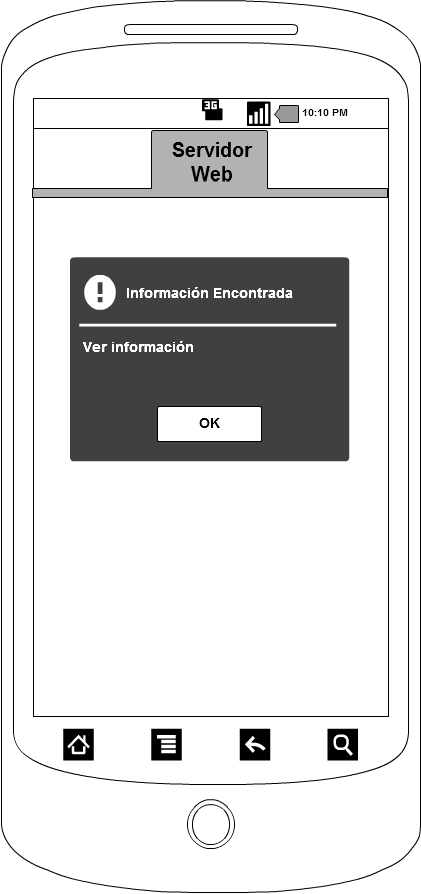 3G
10:10 PM
Servidor
Web
Información Encontrada
Ver información
OK